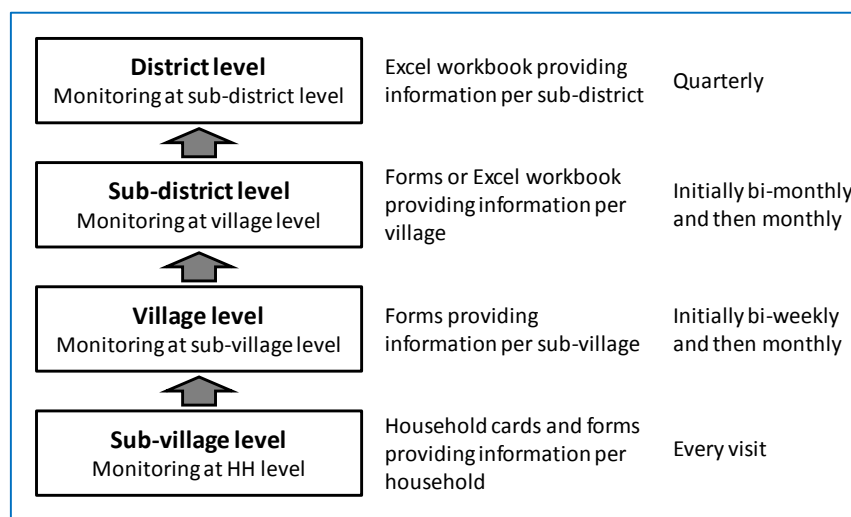 District level
Monitoring at sub-district level
Excel workbook providing
information per sub-district
Quarterly
Sub-district level
Monitoring at village level
Forms or Excel workbook
providing information per
village
Initially bi-monthly
and then monthly
Village level
Monitoring at sub-village level
Forms providing
information per sub-village
Initially bi-weekly
and then monthly
Sub-village level
Monitoring at HH level
Household cards and forms
providing information per
household
Every visit